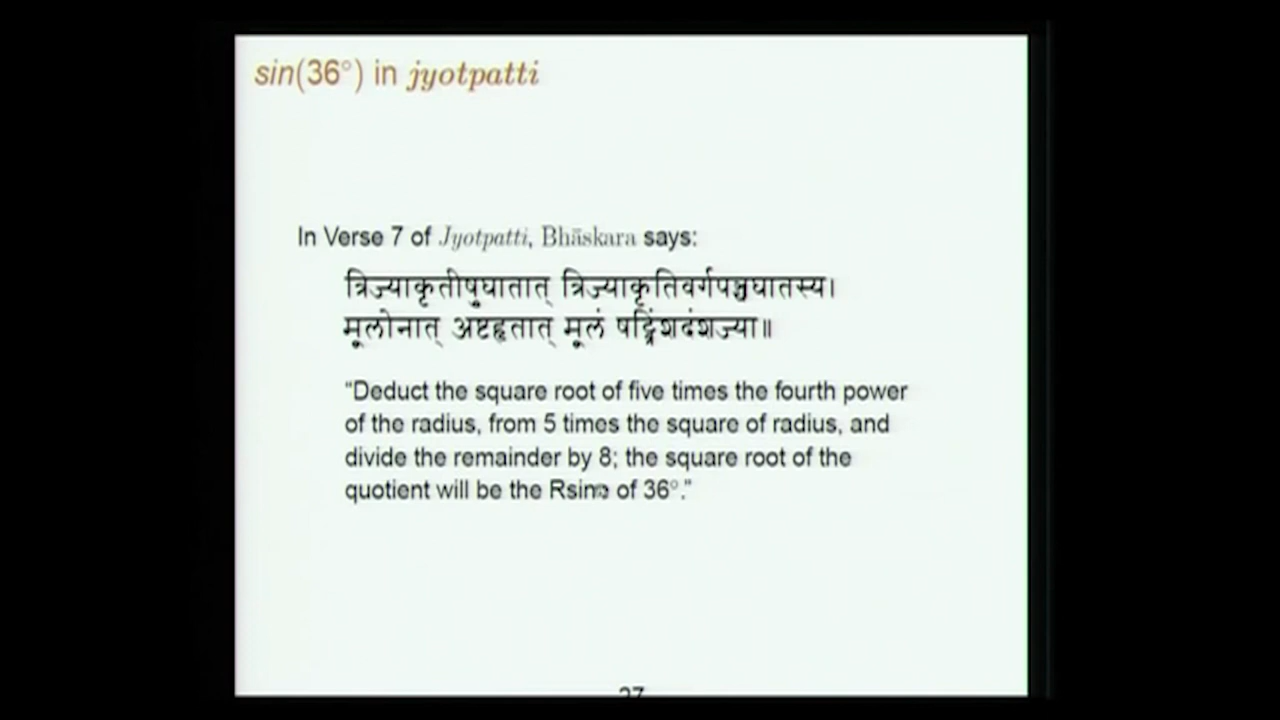 sin(36°) in jyotpatti
In Verse 7 of Jyotpatti, Bhāskara says:
त्रिज्याकृतीषुघातात् त्रिज्याकृतिवर्गपञ्चघातस्य।
मूलोनात् अष्टहृतात् मूलं षट्त्रिंशदंशज्या॥
“Deduct the square root of five times the fourth power
of the radius, from 5 times the square of radius, and
divide the remainder by 8; the square root of the
quotient will be the Rsine of 36°.”
27